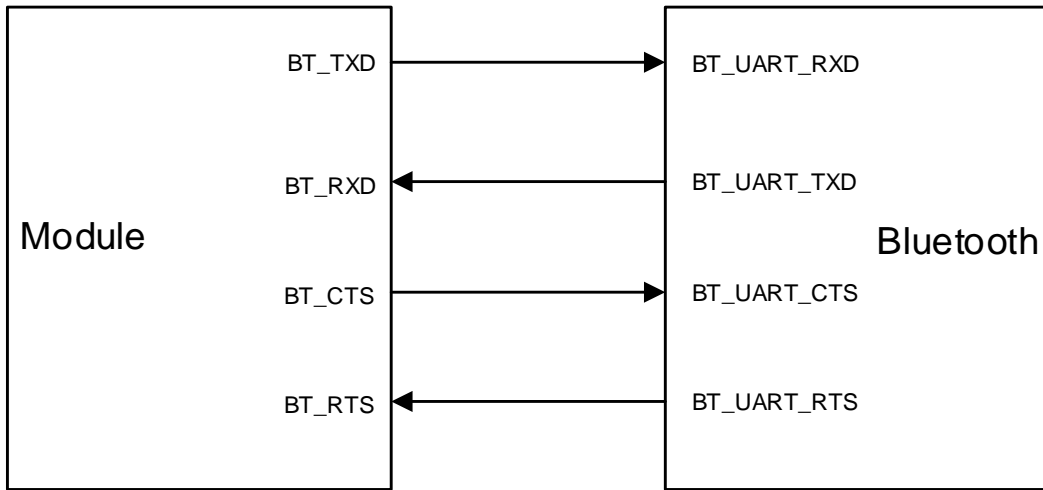 BT_TXD BT_UART_RXD
BT_RXD BT_UART_TXD
Module Bluetooth
BT_CTS BT_UART_CTS
BT_RTS BT_UART_RTS